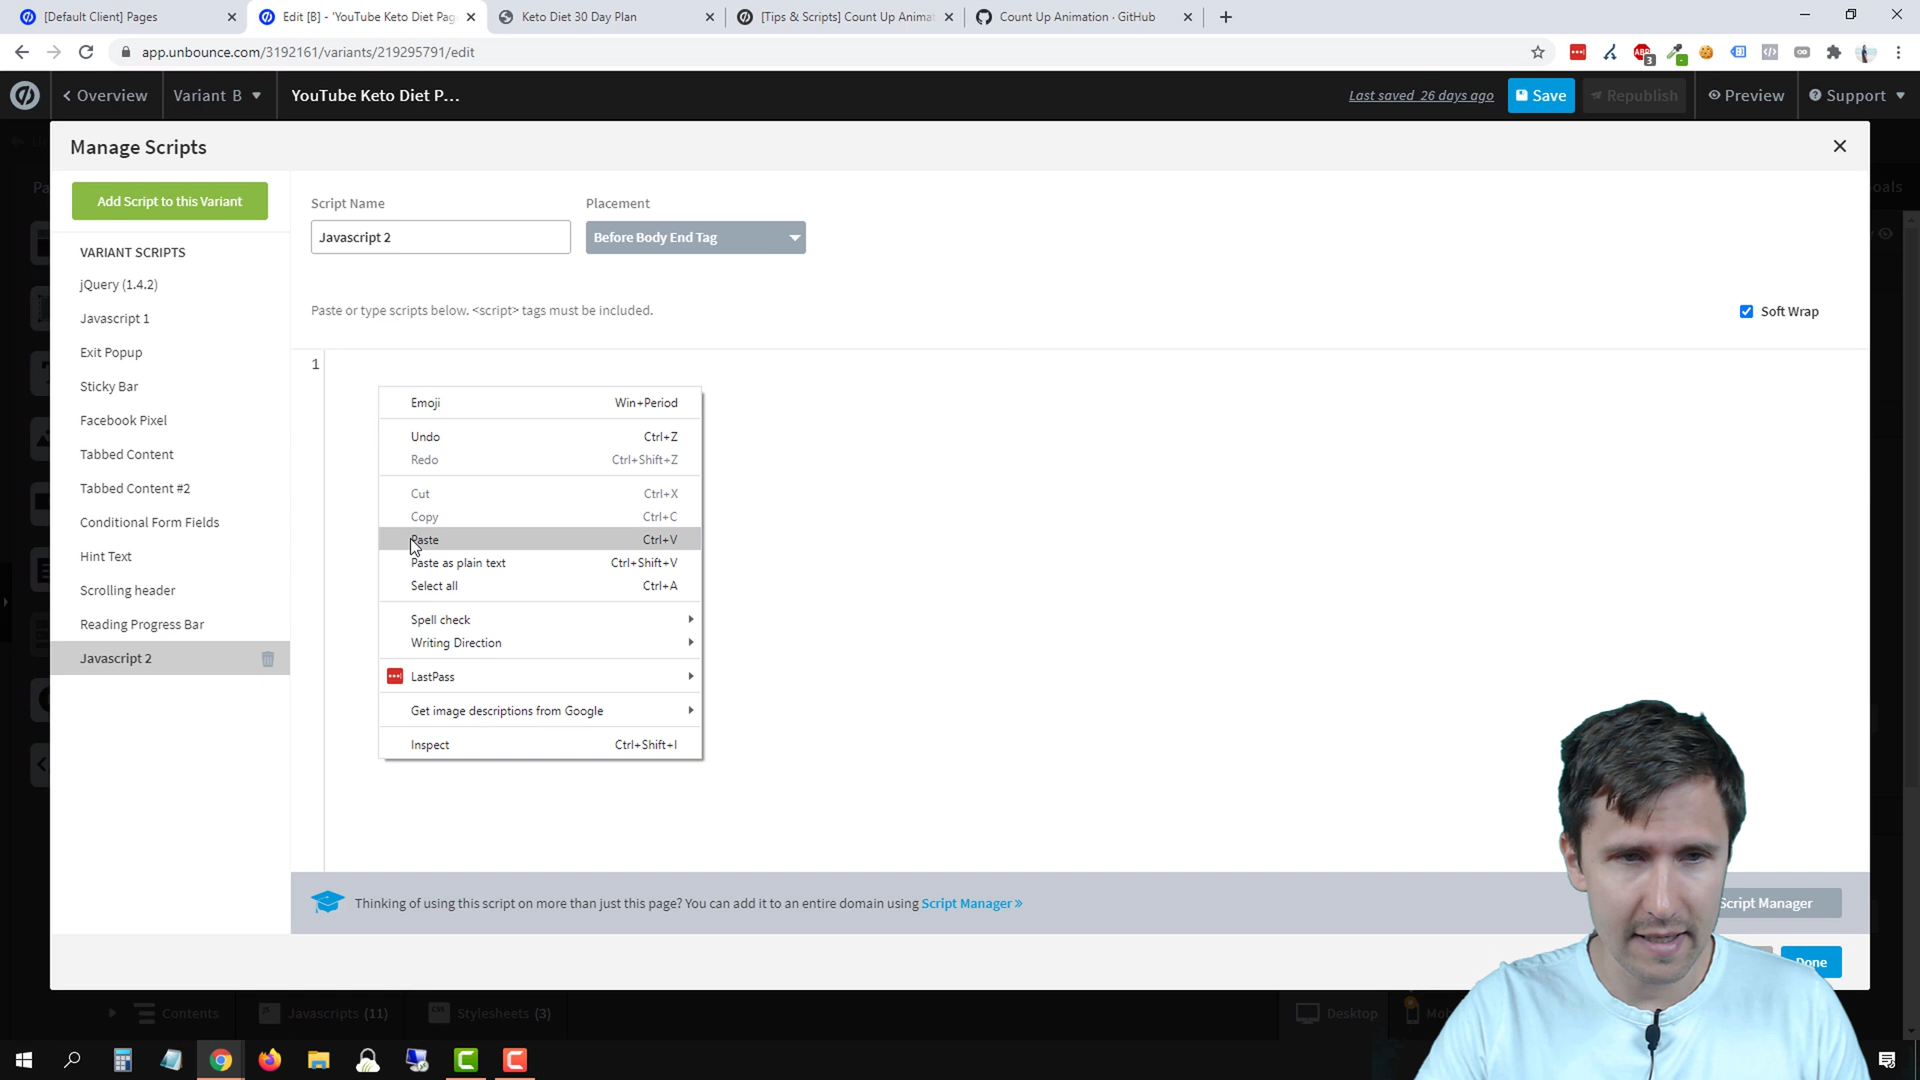 [Default Client] Pages
Edit [B] - 'YouTube Keto Diet Pag
Keto Diet 30 Day Plan
[Tips & Scripts] Count Up Animat
Count Up Animation · GitHub
app.unbounce.com/3192161/variants/219295791/edit
ABP
3
Overview
Variant B
YouTube Keto Diet P...
Last saved 26 days ago
Save
Republish
Preview
Support
Manage Scripts
Add Script to this Variant
VARIANT SCRIPTS
jQuery (1.4.2)
Javascript 1
Exit Popup
Sticky Bar
Facebook Pixel
Tabbed Content
Tabbed Content #2
Conditional Form Fields
Hint Text
Scrolling header
Reading Progress Bar
Javascript 2
Script Name
Javascript 2
Placement
Before Body End Tag
Paste or type scripts below. <script> tags must be included.
Soft Wrap
1
Emoji Win+Period
Undo Ctrl+Z
Redo Ctrl+Shift+Z
Cut Ctrl+X
Copy Ctrl+C
Paste Ctrl+V
Paste as plain text Ctrl+Shift+V
Select all Ctrl+A
Spell check
Writing Direction
LastPass
Get image descriptions from Google
Inspect Ctrl+Shift+I
Thinking of using this script on more than just this page? You can add it to an entire domain using Script Manager »
Script Manager
Done
Contents
Javascripts (11)
Stylesheets (3)
Desktop